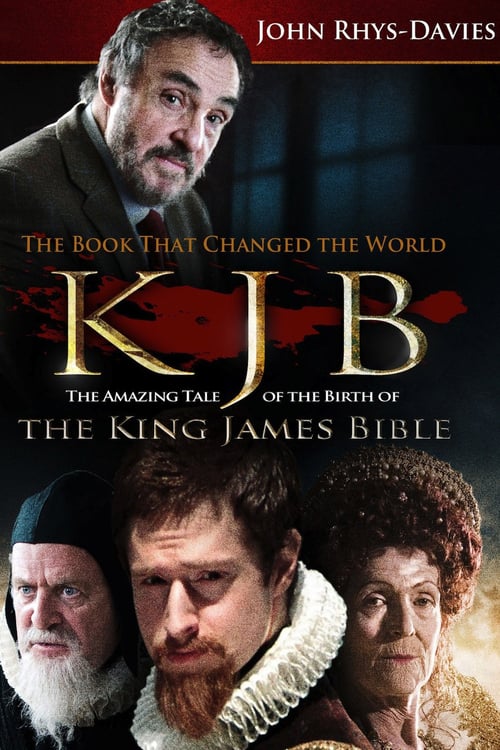 JOHN RHYS-DAVIES
THE BOOK THAT CHANGED THE WORLD
KJB
THE AMAZING TALE OF THE BIRTH OF
THE KING JAMES BIBLE